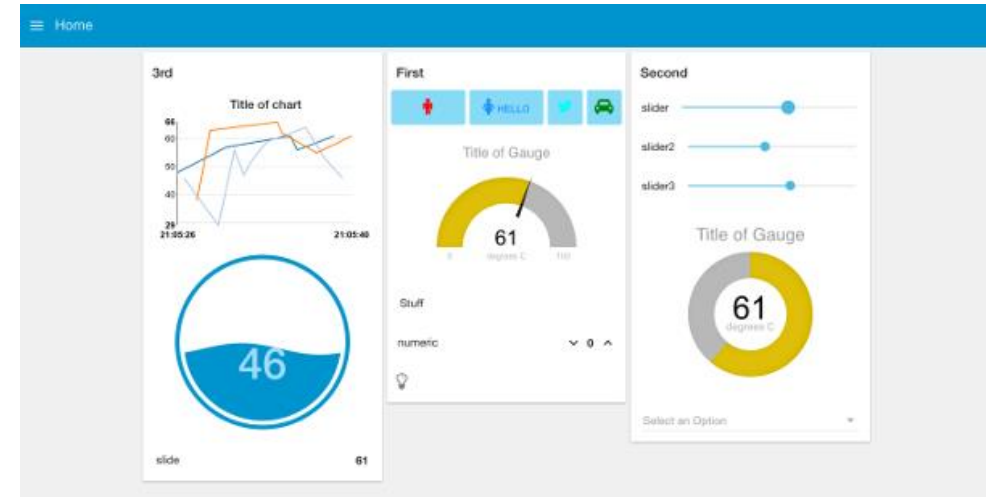 Home
3rd
Title of chart
66
60
50
40
29
21:05:26 21:05:40
46
slide 61
First
HELLO
Title of Gauge
61
0 degrees C 100
Stuff
numeric 0
Second
slider
slider2
slider3
Title of Gauge
61
degrees C
Select an Option